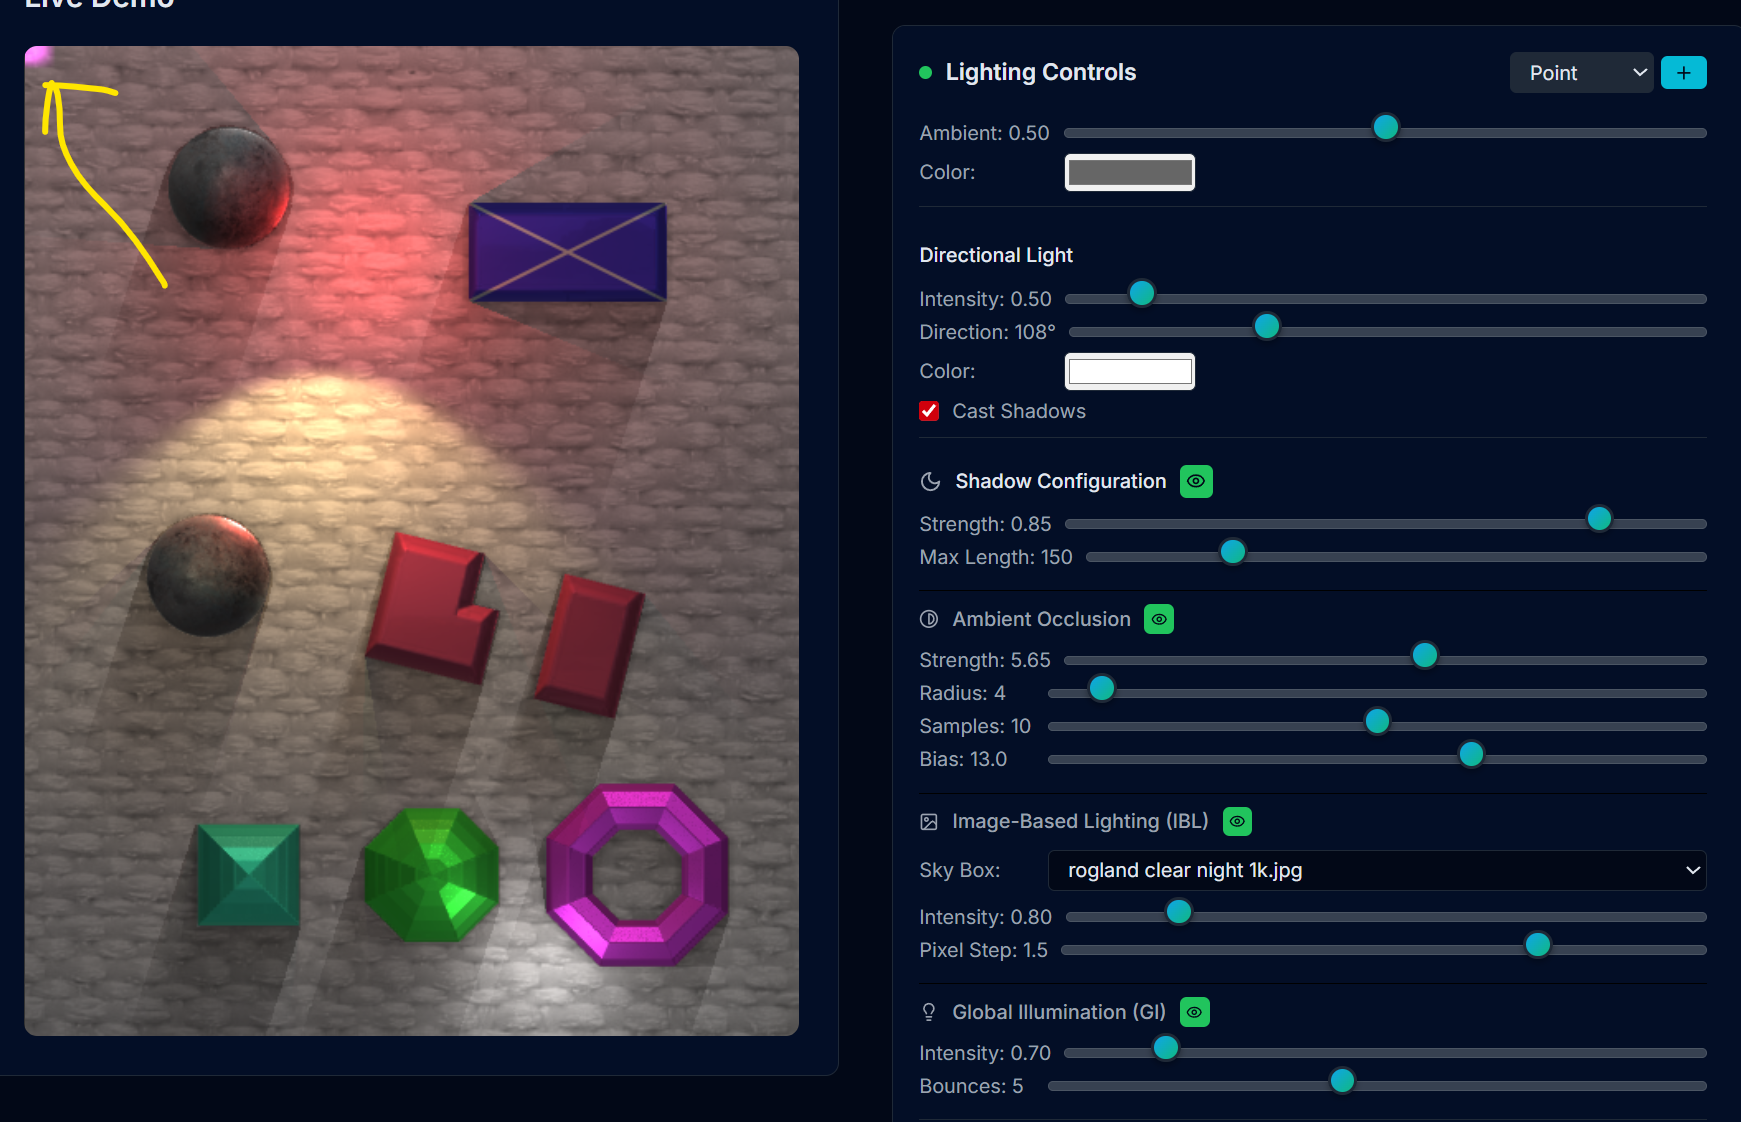 Live Demo
Lighting Controls
Point
+
Ambient: 0.50
Color:
Directional Light
Intensity: 0.50
Direction: 108°
Color:
Cast Shadows
Shadow Configuration
Strength: 0.85
Max Length: 150
Ambient Occlusion
Strength: 5.65
Radius: 4
Samples: 10
Bias: 13.0
Image-Based Lighting (IBL)
Sky Box:
rogland clear night 1k.jpg
Intensity: 0.80
Pixel Step: 1.5
Global Illumination (GI)
Intensity: 0.70
Bounces: 5